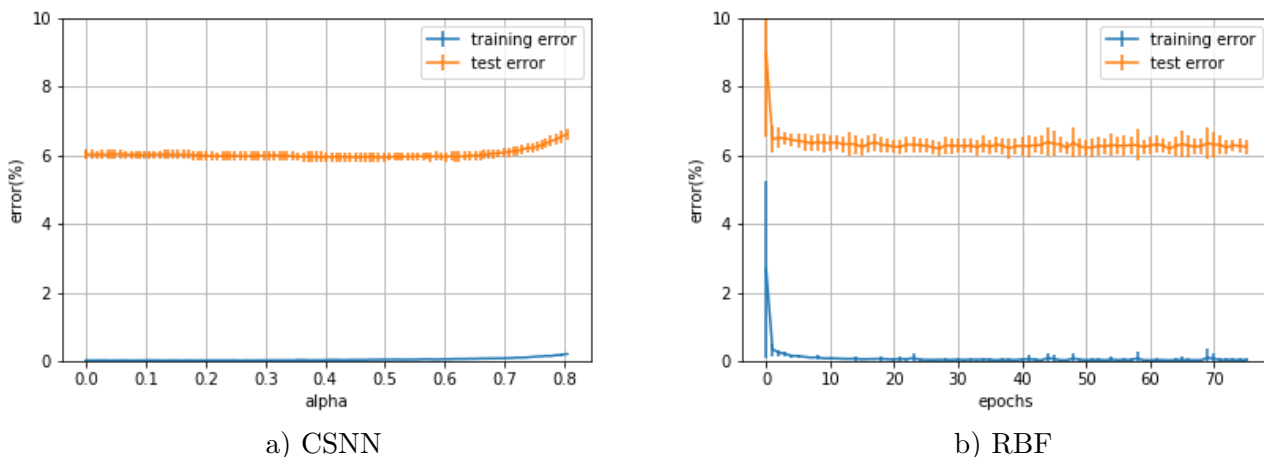 10
8
6
4
2
0
error(%)
training error
test error
0.0 0.1 0.2 0.3 0.4 0.5 0.6 0.7 0.8
alpha
a) CSNN
10
8
6
4
2
0
error(%)
training error
test error
0 10 20 30 40 50 60 70
epochs
b) RBF